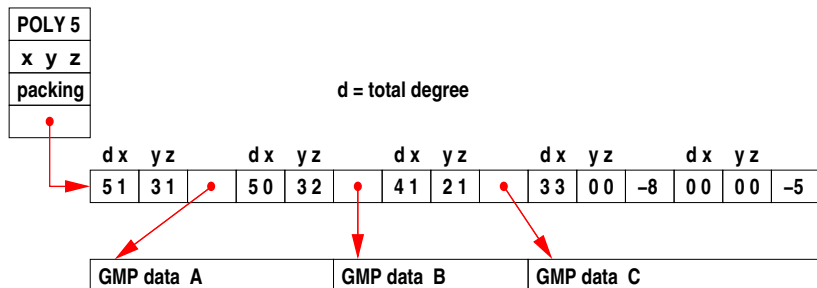 POLY 5
x y z
packing
d = total degree
d x y z d x y z d x y z d x y z d x y z
5 1 3 1 5 0 3 2 4 1 2 1 3 3 0 0 −8 0 0 0 0 −5
GMP data A GMP data B GMP data C